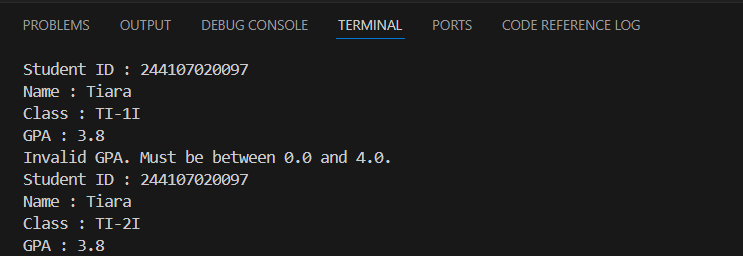 PROBLEMS OUTPUT DEBUG CONSOLE TERMINAL PORTS CODE REFERENCE LOG
Student ID : 244107020097
Name : Tiara
Class : TI-1I
GPA : 3.8
Invalid GPA. Must be between 0.0 and 4.0.
Student ID : 244107020097
Name : Tiara
Class : TI-2I
GPA : 3.8